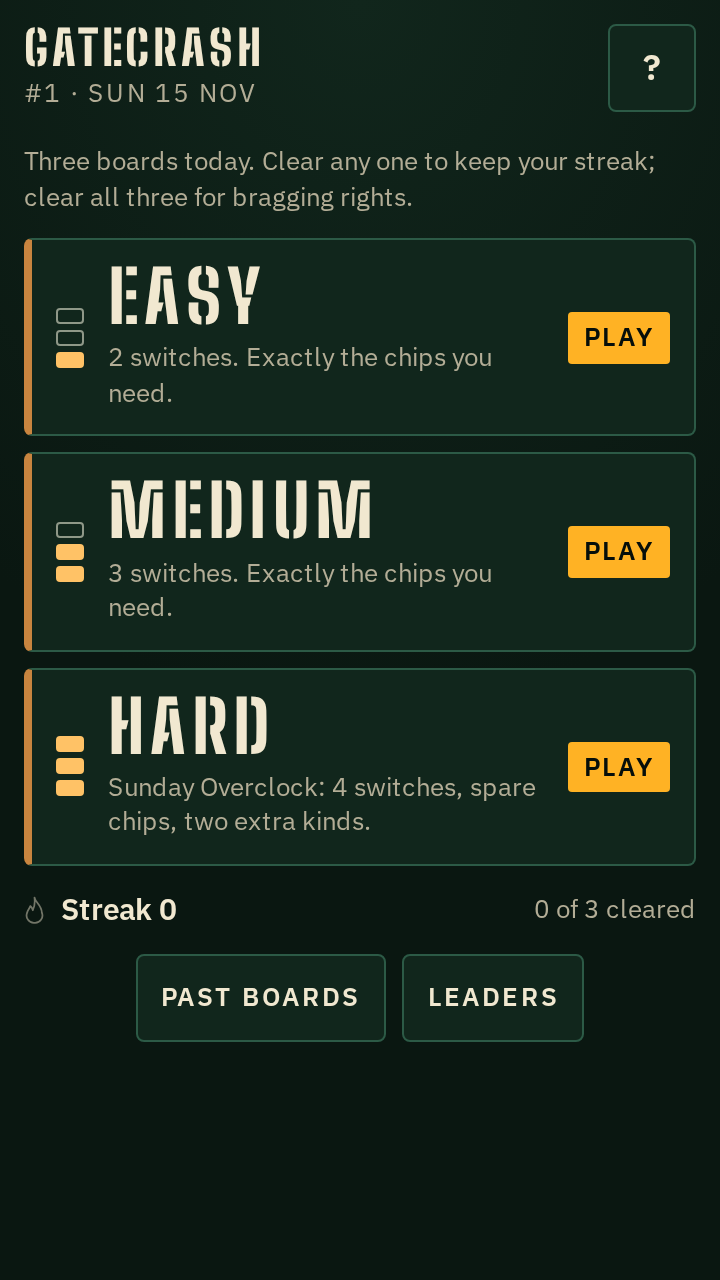 GATECRASH
#1 · SUN 15 NOV
?
Three boards today. Clear any one to keep your streak;
clear all three for bragging rights.
EASY
2 switches. Exactly the chips you
need.
PLAY
MEDIUM
3 switches. Exactly the chips you
need.
PLAY
HARD
Sunday Overclock: 4 switches, spare
chips, two extra kinds.
PLAY
Streak 0
0 of 3 cleared
PAST BOARDS
LEADERS